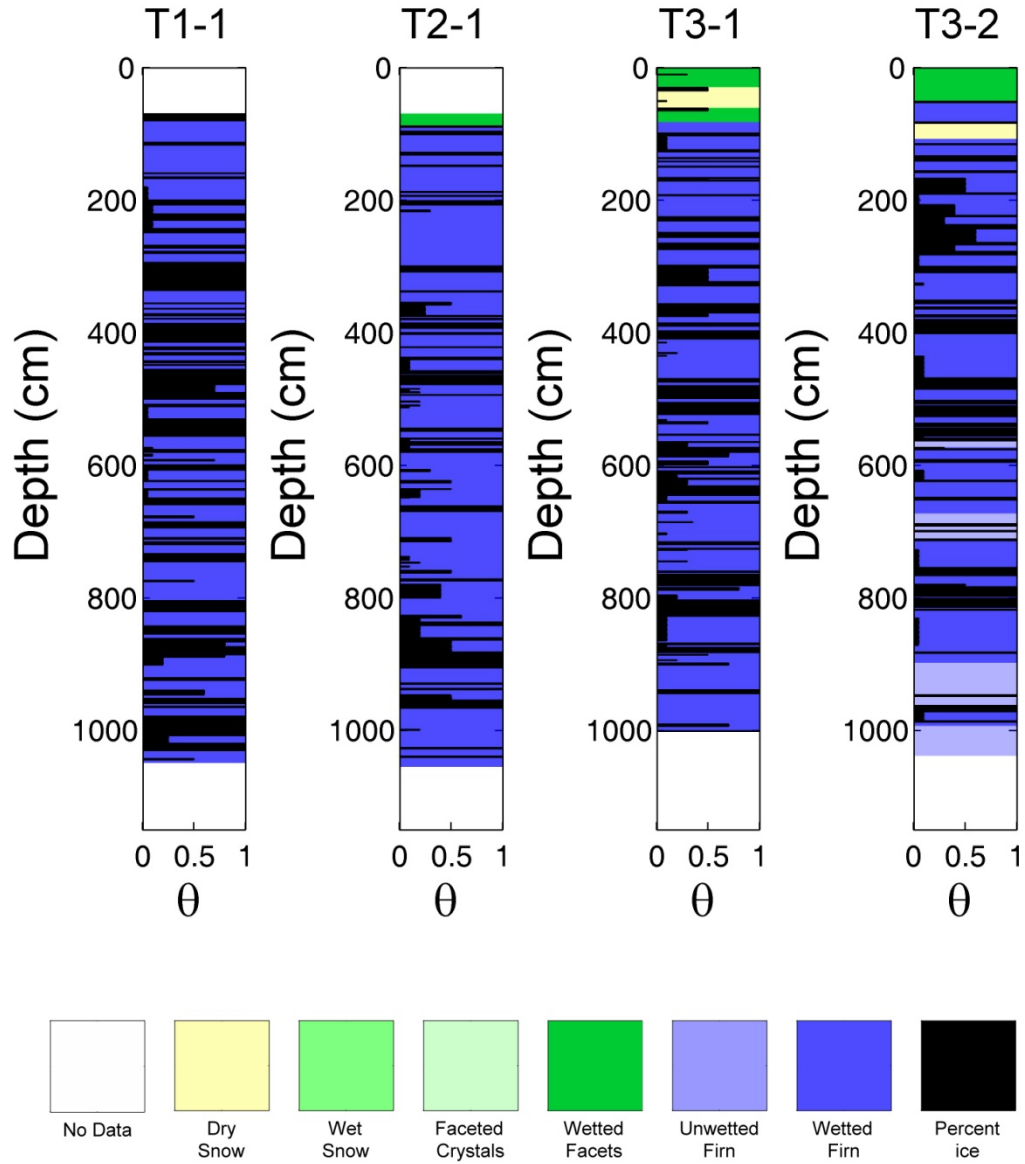 T1-1 T2-1 T3-1 T3-2
0 0 0 0
200 200 200 200
400 400 400 400
Depth (cm) Depth (cm) Depth (cm) Depth (cm)
600 600 600 600
800 800 800 800
1000 1000 1000 1000
0 0.5 1 0 0.5 1 0 0.5 1 0 0.5 1
θ θ θ θ
No Data Dry Wet Faceted Wetted Unwetted Wetted Percent
Snow Snow Crystals Facets Firn Firn ice